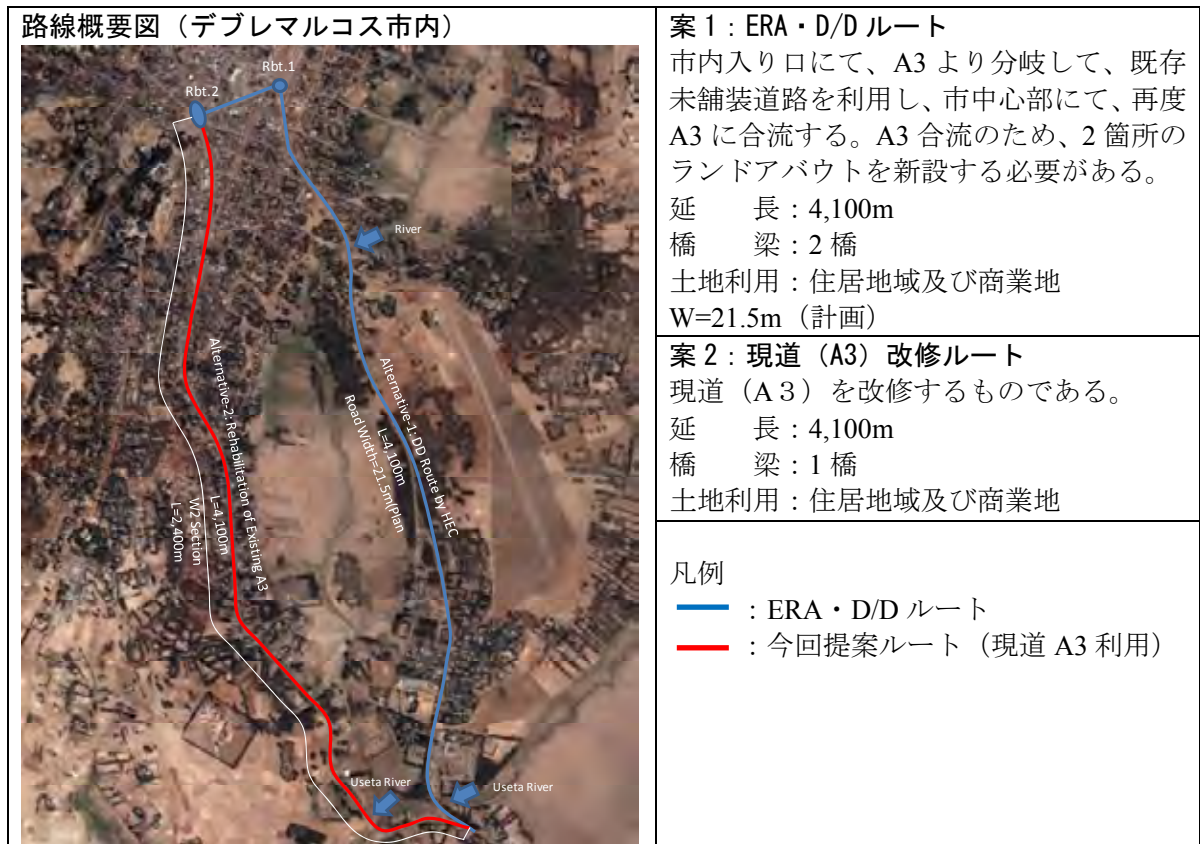 路線概要図（デブレマルコス市内）
Rbt.1
Rbt.2
River
Alternative-2: Rehabilitation of Existing A3
L=4,100m
W2 Section
L=2,400m
Alternative-1: DD Route by HEC
L=4,100m
Road Width=21.5m(Plan
Useta River
Useta River
案 1：ERA・D/D ルート
市内入り口にて、A3 より分岐して、既存
未舗装道路を利用し、市中心部にて、再度
A3 に合流する。A3 合流のため、2 箇所の
ランドアバウトを新設する必要がある。
延　　長：4,100m
橋　　梁：2 橋
土地利用：住居地域及び商業地
W=21.5m（計画）
案 2：現道（A3）改修ルート
現道（A３）を改修するものである。
延　　長：4,100m
橋　　梁：1 橋
土地利用：住居地域及び商業地
凡例
：ERA・D/D ルート
：今回提案ルート（現道 A3 利用）